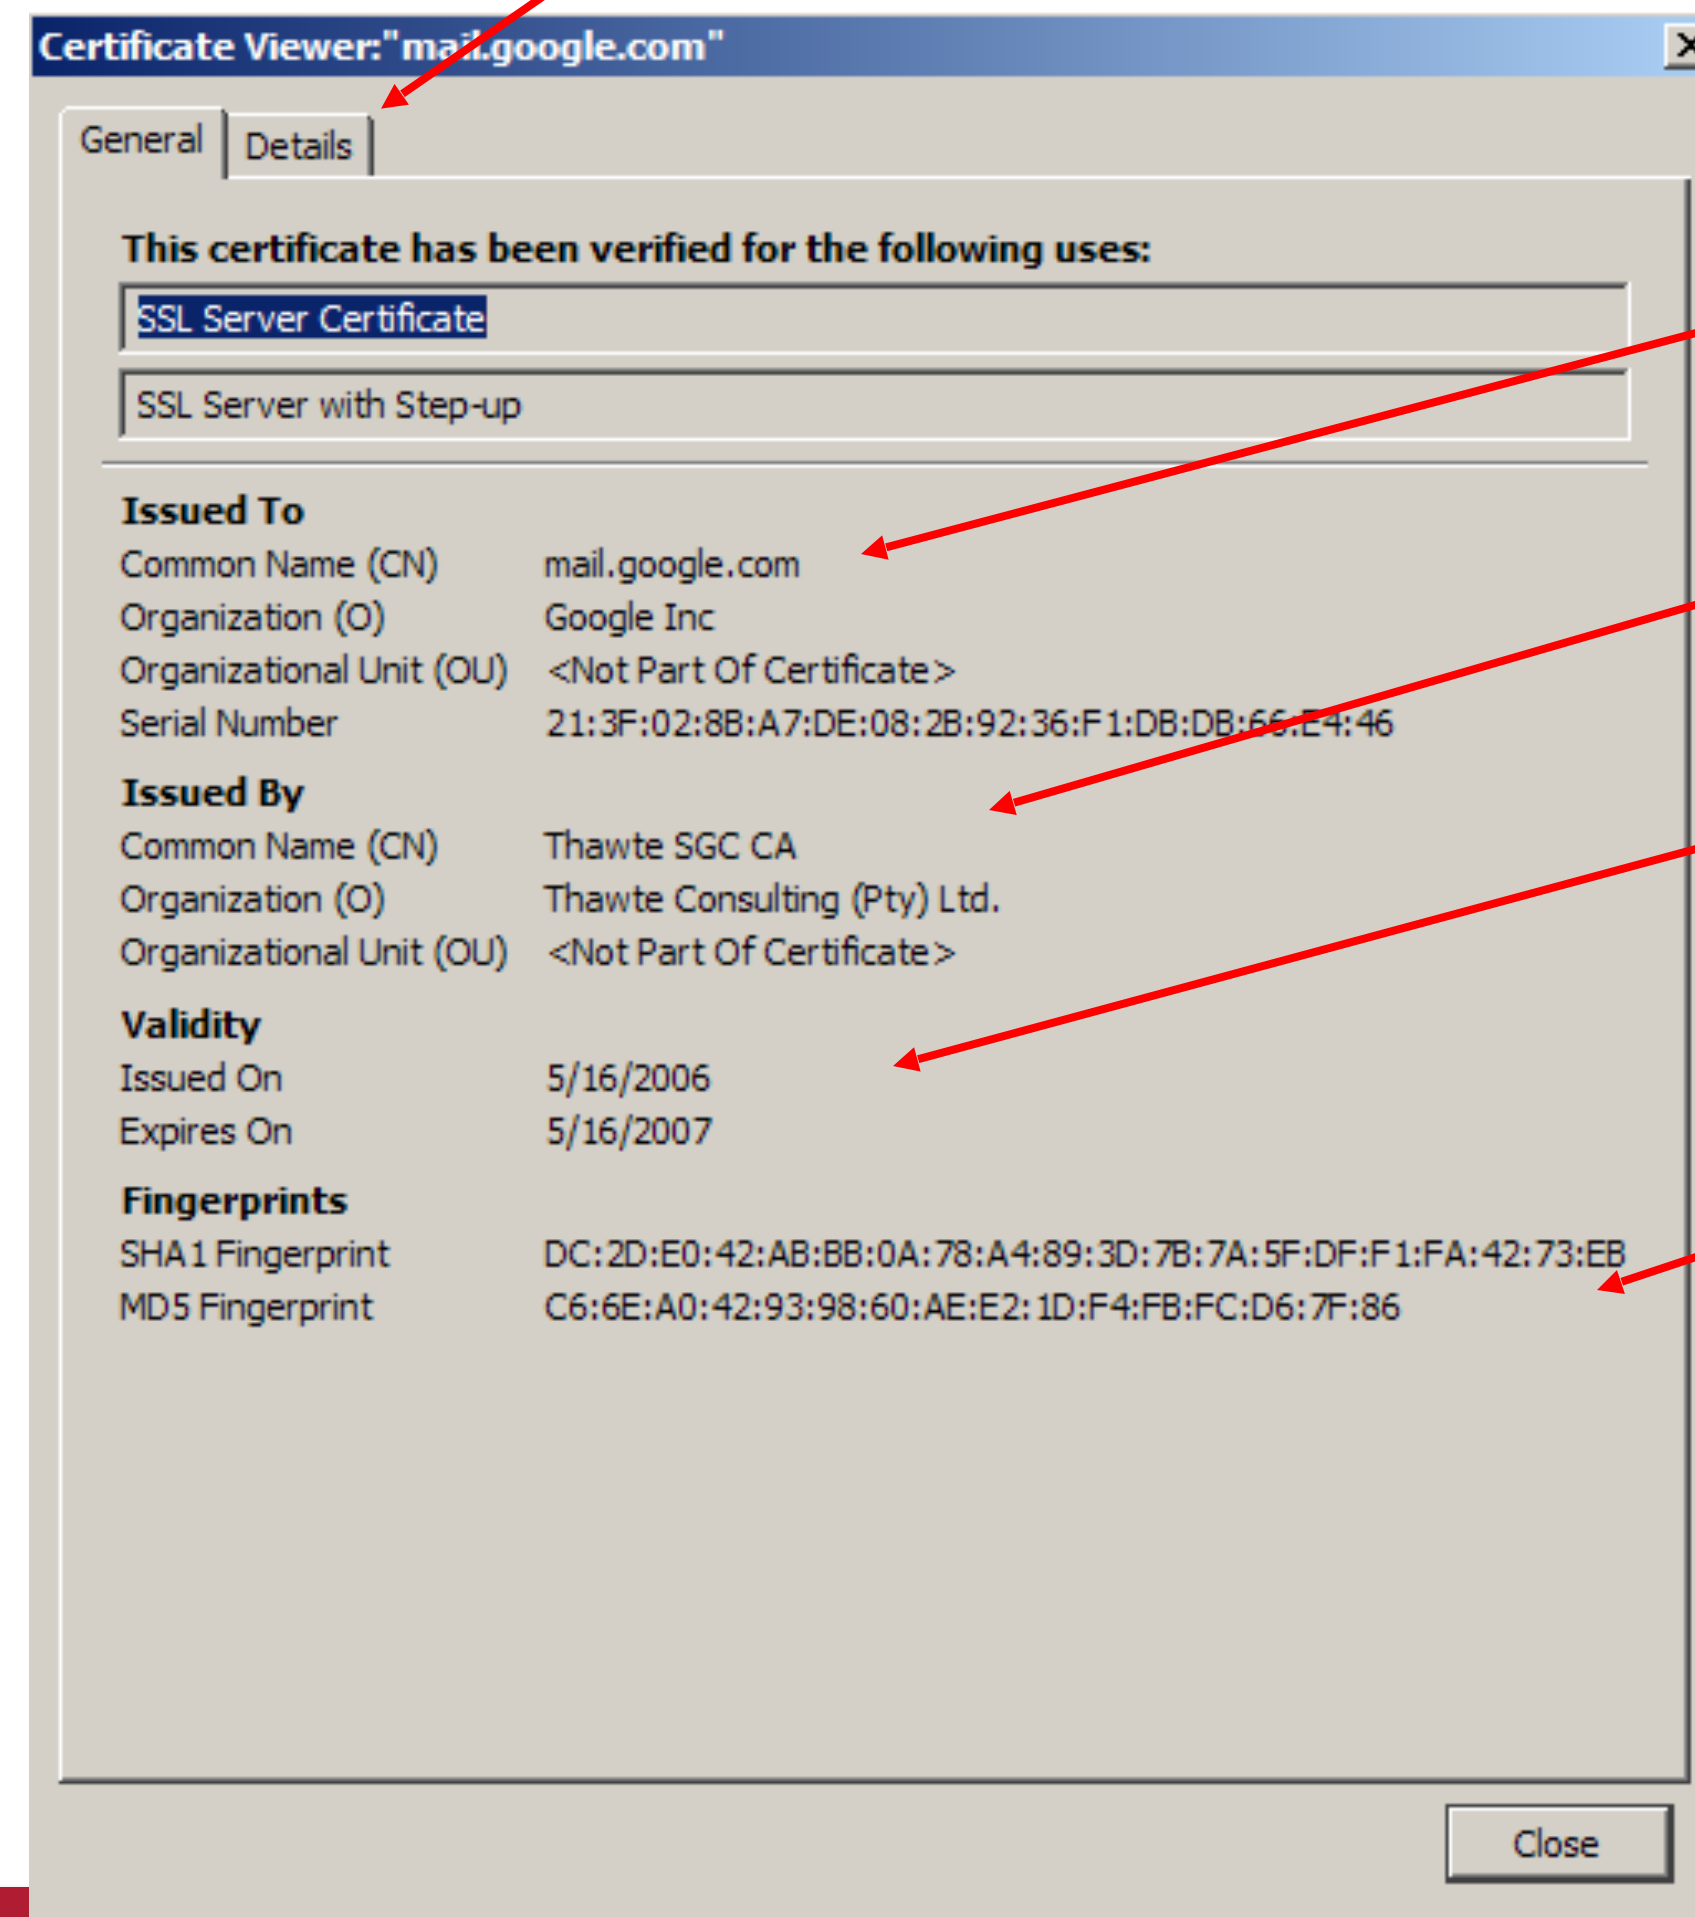 Certificate Viewer:"mail.google.com"
General Details
This certificate has been verified for the following uses:
SSL Server Certificate
SSL Server with Step-up
Issued To
Common Name (CN) mail.google.com
Organization (O) Google Inc
Organizational Unit (OU) <Not Part Of Certificate>
Serial Number 21:3F:02:8B:A7:DE:08:2B:92:36:F1:DB:DB:66:E4:46
Issued By
Common Name (CN) Thawte SGC CA
Organization (O) Thawte Consulting (Pty) Ltd.
Organizational Unit (OU) <Not Part Of Certificate>
Validity
Issued On 5/16/2006
Expires On 5/16/2007
Fingerprints
SHA1 Fingerprint DC:2D:E0:42:AB:BB:0A:78:A4:89:3D:7B:7A:5F:DF:F1:FA:42:73:EB
MD5 Fingerprint C6:6E:A0:42:93:98:60:AE:E2:1D:F4:FB:FC:D6:7F:86
Close